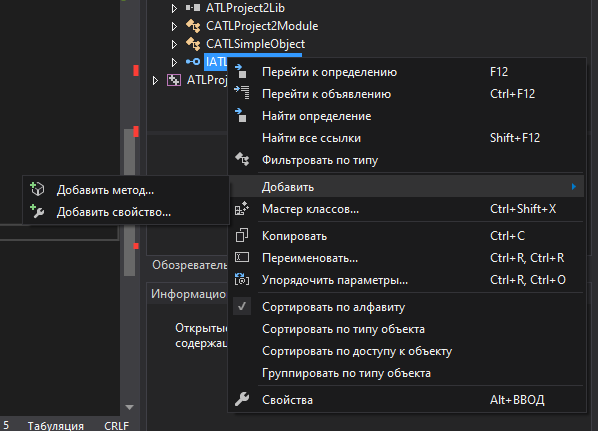 ATLProject2Lib
CATLProject2Module
CATLSimpleObject
IATL
ATLProj
Перейти к определению F12
Перейти к объявлению Ctrl+F12
Найти определение
Найти все ссылки Shift+F12
Фильтровать по типу
Добавить
Добавить метод...
Добавить свойство...
Мастер классов... Ctrl+Shift+X
Копировать Ctrl+C
Переименовать... Ctrl+R, Ctrl+R
Упорядочить параметры... Ctrl+R, Ctrl+O
Сортировать по алфавиту
Сортировать по типу объекта
Сортировать по доступу к объекту
Группировать по типу объекта
Свойства Alt+ВВОД
Обозреватель
Информацио
Открытые
содержащ
5 Табуляция CRLF